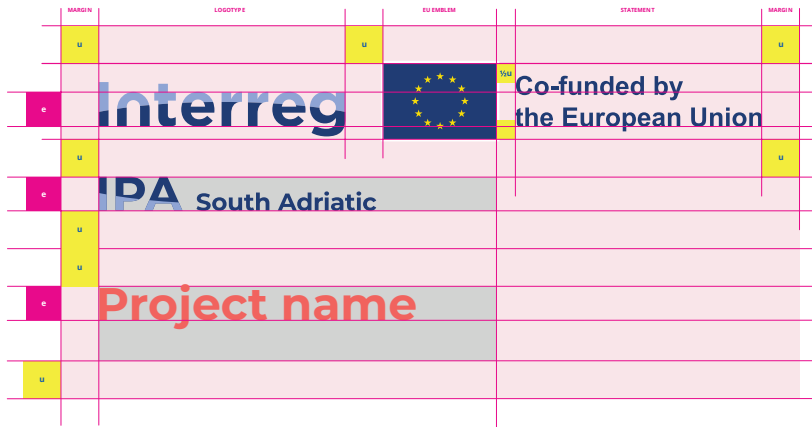 MARGIN LOGOTYPE EU EMBLEM STATEMENT MARGIN
u u u
½u
Interreg Co-funded by
e the European Union
u u
e IPA South Adriatic
u
u
e Project name
u